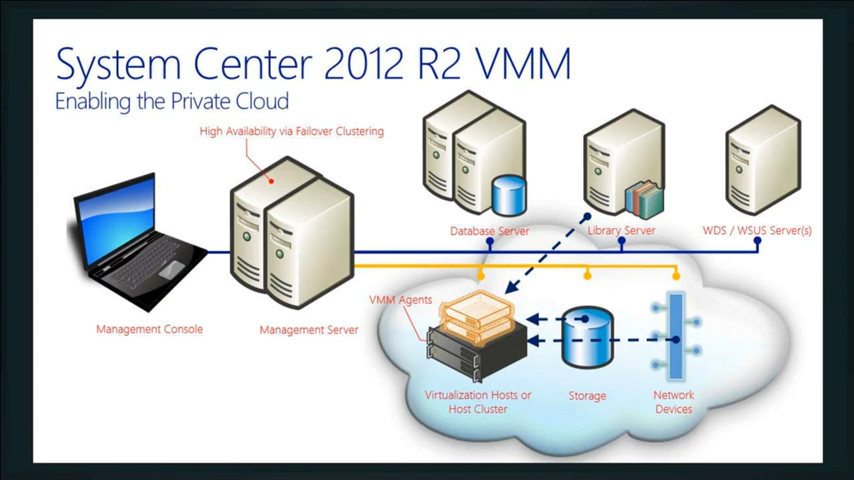 System Center 2012 R2 VMM
Enabling the Private Cloud
High Availability via Failover Clustering
Database Server
Library Server
WDS / WSUS Server(s)
Management Console
Management Server
VMM Agents
Virtualization Hosts or
Host Cluster
Storage
Network
Devices